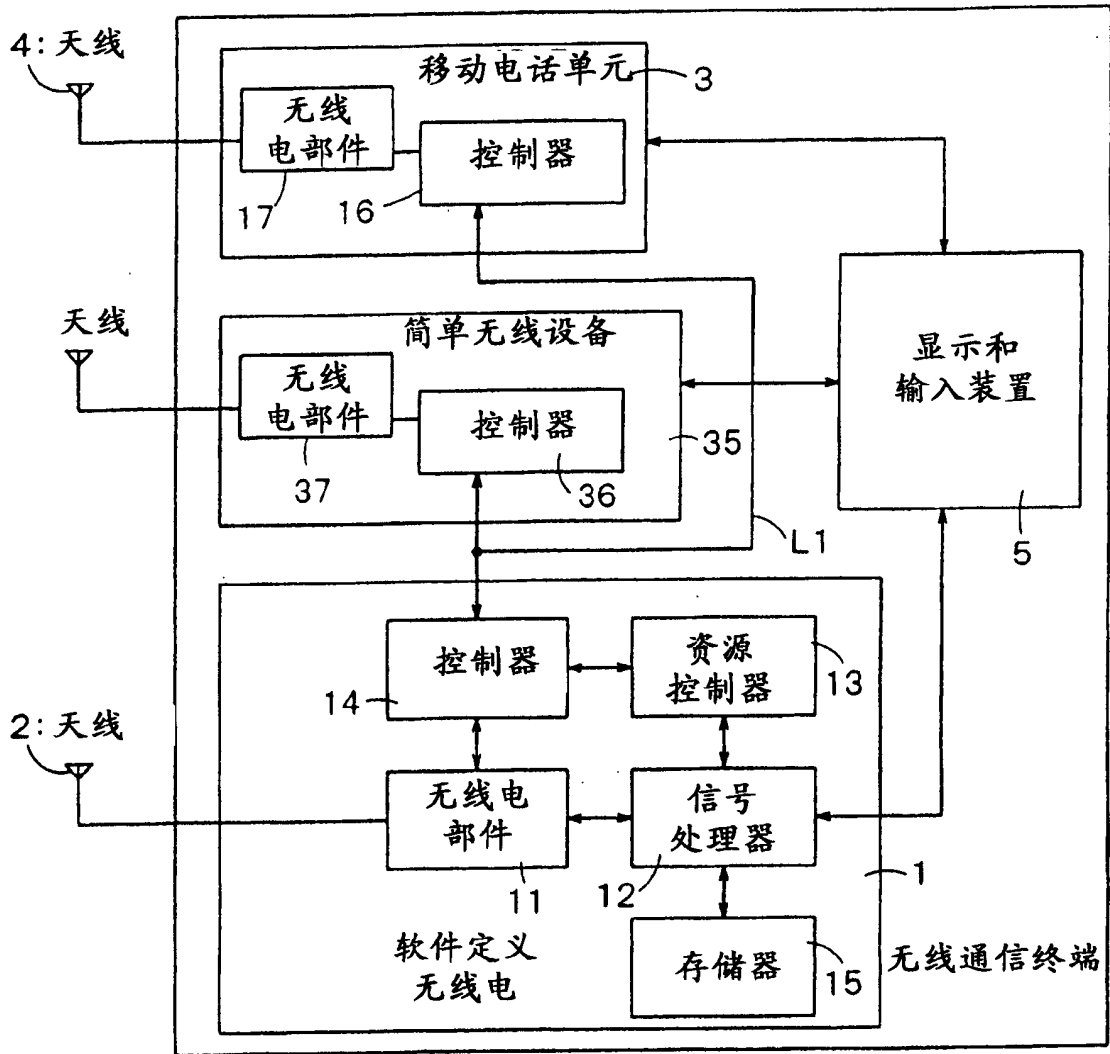 4:天线
移动电话单元
3
无线
电部件
17
控制器
16
天线
简单无线设备
无线
电部件
37
控制器
36
35
显示和
输入装置
5
L1
控制器
14
资源
控制器
13
2:天线
无线电
部件
11
信号
处理器
12
1
软件定义
无线电
存储器
15
无线通信终端